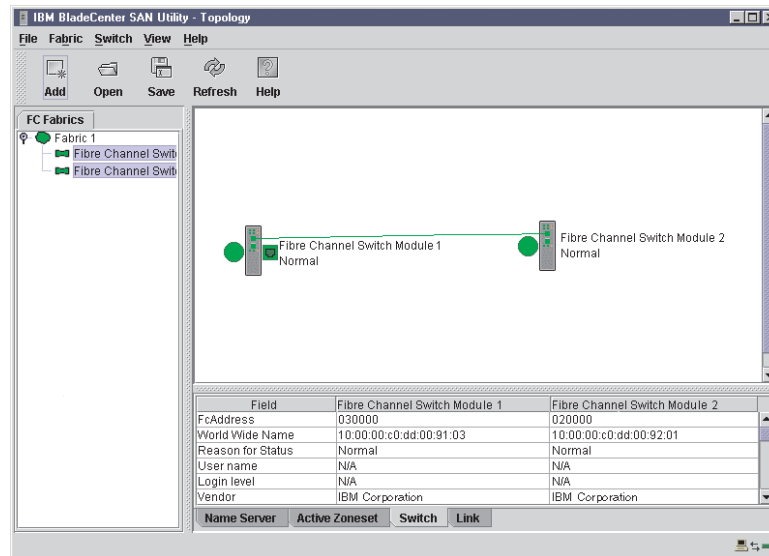 IBM BladeCenter SAN Utility - Topology
File Fabric Switch View Help
Add Open Save Refresh Help
FC Fabrics
Fabric 1
Fibre Channel Swit
Fibre Channel Swit
Fibre Channel Switch Module 1
Normal
Fibre Channel Switch Module 2
Normal
Field Fibre Channel Switch Module 1 Fibre Channel Switch Module 2
FcAddress 030000 020000
World Wide Name 10:00:00:c0:dd:00:91:03 10:00:00:c0:dd:00:92:01
Reason for Status Normal Normal
User name N/A N/A
Login level N/A N/A
Vendor IBM Corporation IBM Corporation
Name Server Active Zoneset Switch Link